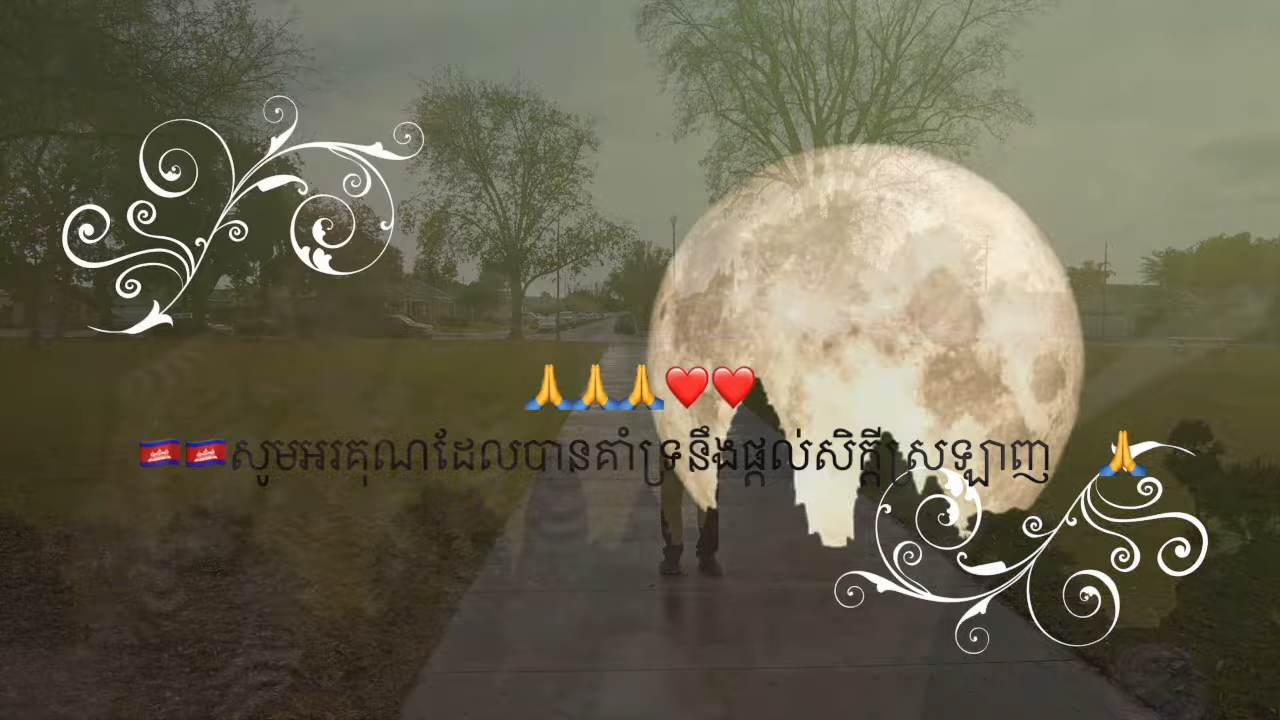 🙏🙏🙏❤️❤️
🇰🇭🇰🇭សូមអរគុណដែលបានគាំទ្រនឹងផ្តល់សិក្តីស្រឡាញ 🙏